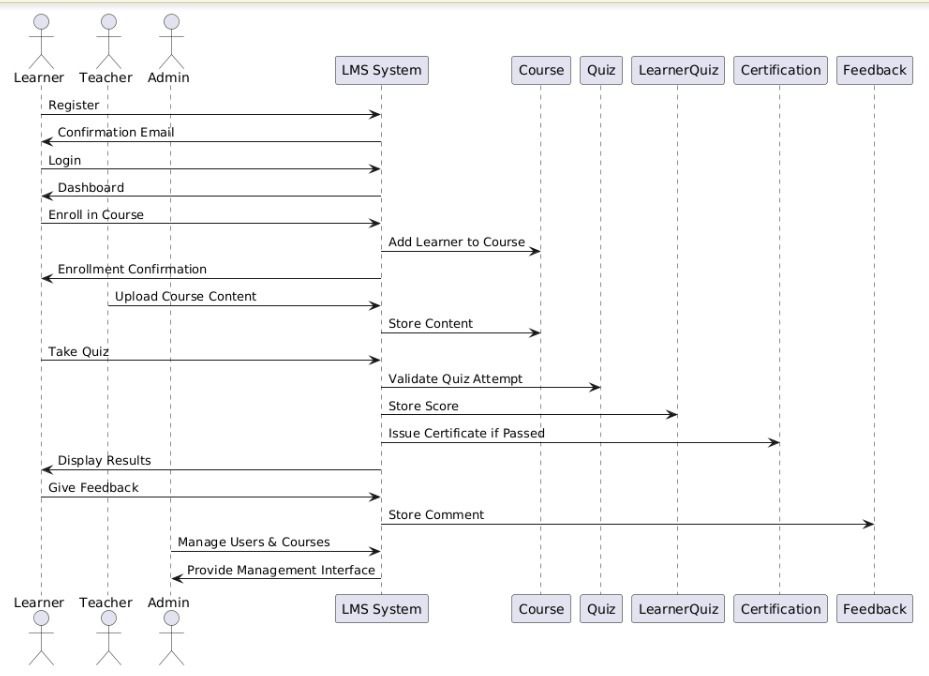 Learner Teacher Admin LMS System Course Quiz LearnerQuiz Certification Feedback
Register
Confirmation Email
Login
Dashboard
Enroll in Course
Add Learner to Course
Enrollment Confirmation
Upload Course Content
Store Content
Take Quiz
Validate Quiz Attempt
Store Score
Issue Certificate if Passed
Display Results
Give Feedback
Store Comment
Manage Users & Courses
Provide Management Interface
Learner Teacher Admin LMS System Course Quiz LearnerQuiz Certification Feedback